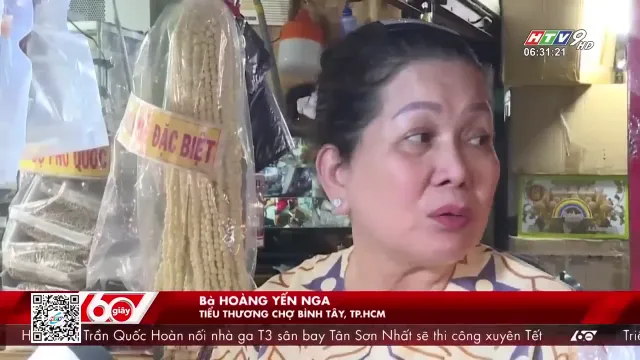 HTV9 HD
06:31:21
ĐẶC BIỆT
PHÚ QUỐC
Bà HOÀNG YẾN NGA
60 giây
TIỂU THƯƠNG CHỢ BÌNH TÂY, TP.HCM
Trần Quốc Hoàn nối nhà ga T3 sân bay Tân Sơn Nhất sẽ thi công xuyên Tết